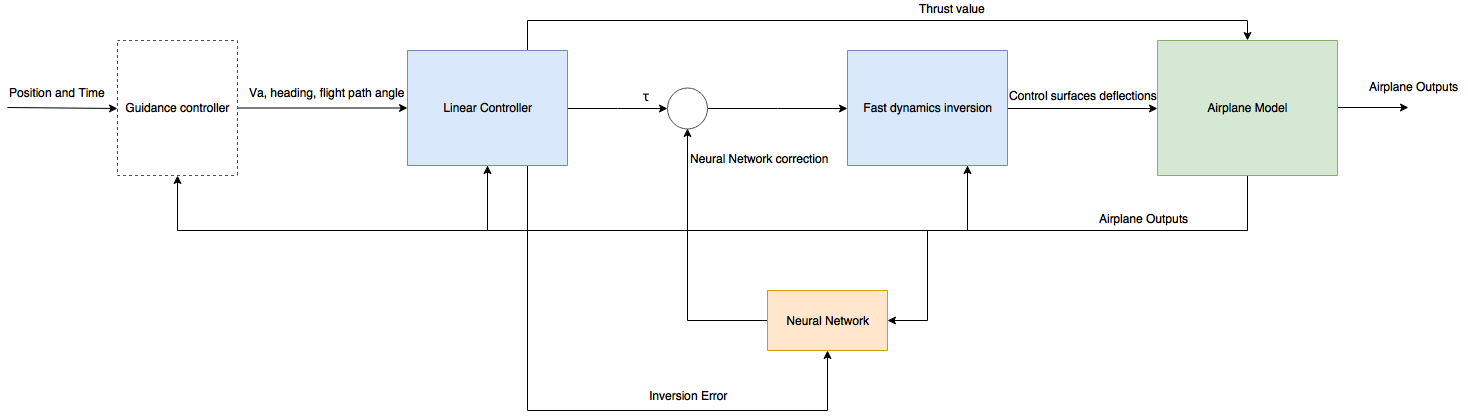 Thrust value
Position and Time
Guidance controller
Va, heading, flight path angle
Linear Controller
τ
Fast dynamics inversion
Control surfaces deflections
Airplane Model
Airplane Outputs
Neural Network correction
Airplane Outputs
Neural Network
Inversion Error